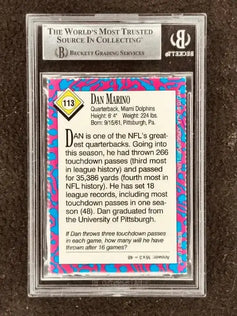 THE WORLD'S MOST TRUSTED
SOURCE IN COLLECTING
BECKETT GRADING SERVICES
113
DAN MARINO
Quarterback, Miami Dolphins
Height: 6' 4" Weight: 224 lbs.
Born: 9/15/61, Pittsburgh, Pa.
DAN is one of the NFL's great-
est quarterbacks. Going into
this season, he had thrown 266
touchdown passes (third most
in league history) and passed
for 35,386 yards (fourth most in
NFL history). He has set 18
league records, including most
touchdown passes in one sea-
son (48). Dan graduated from
the University of Pittsburgh.
If Dan throws three touchdown passes
in each game, how many will he have
thrown after 16 games?
Answer: 16 x 3 = 48